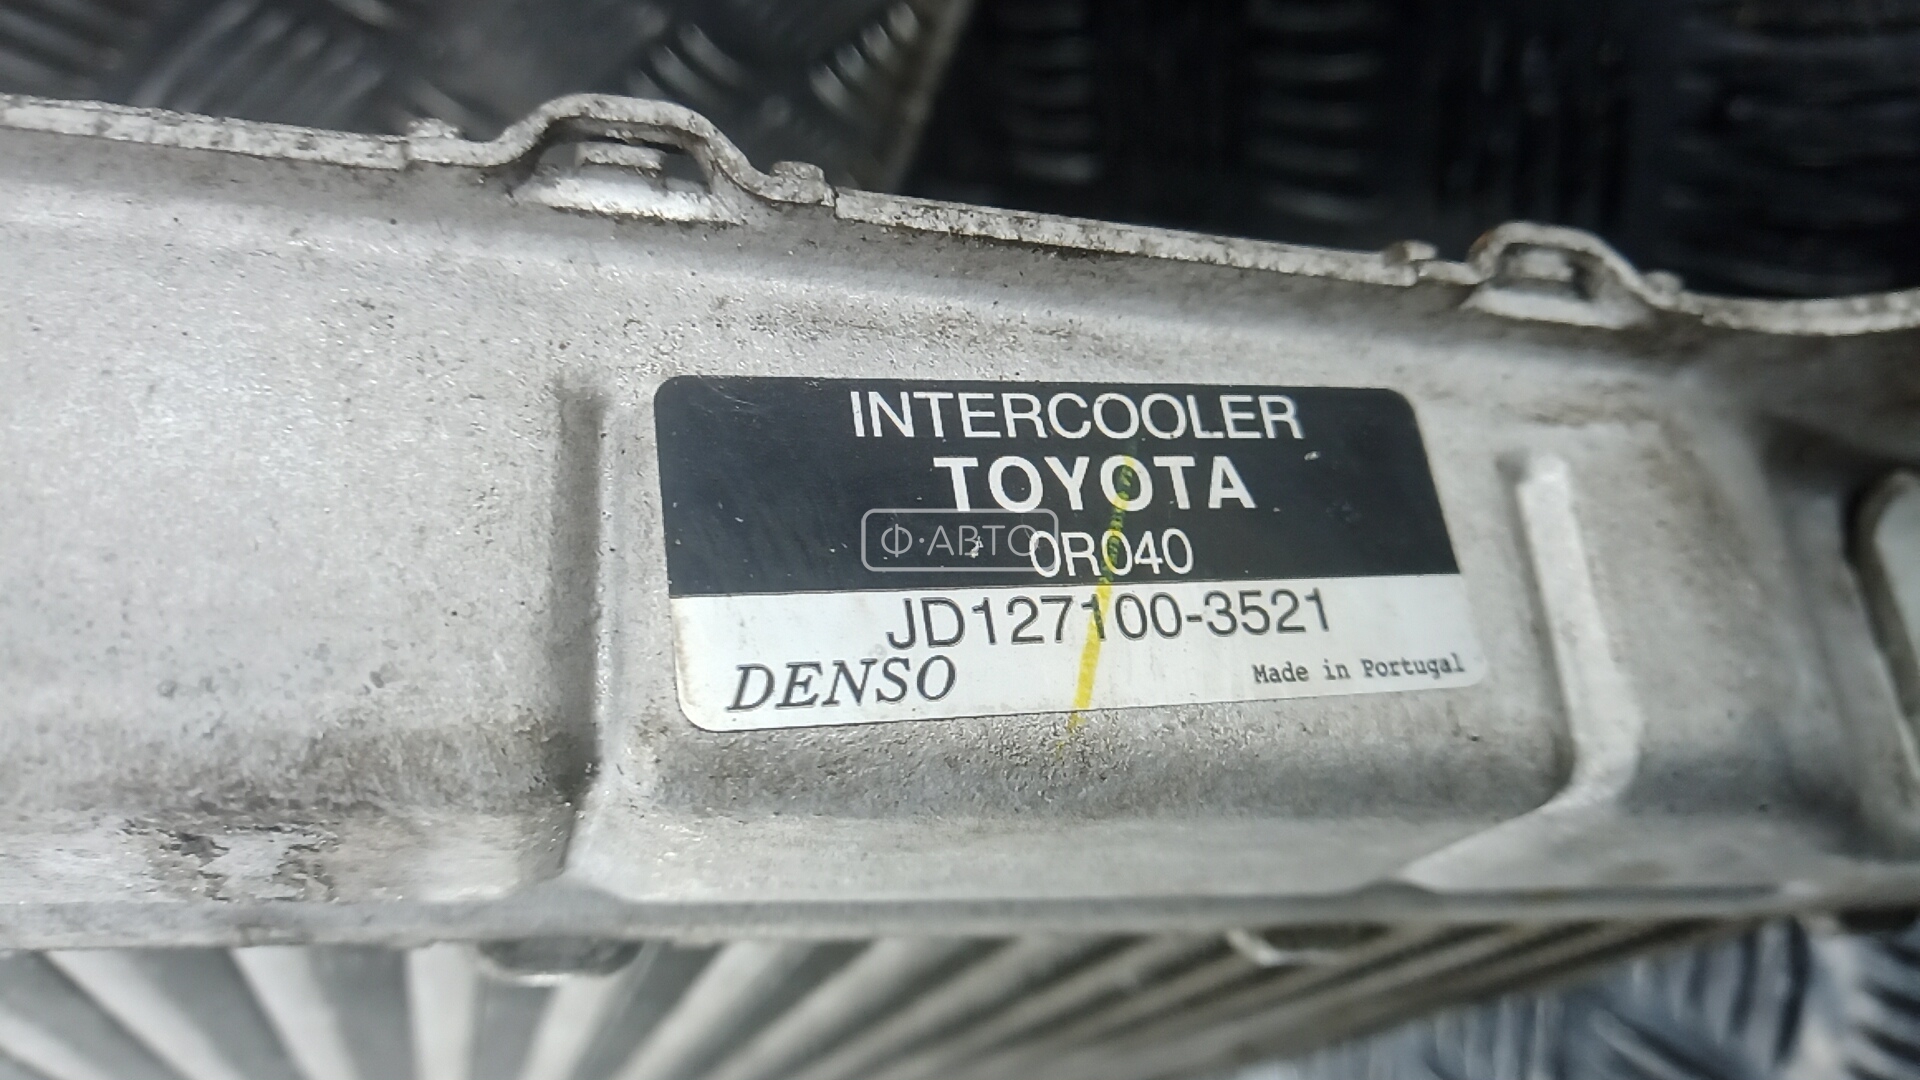 INTERCOOLER
TOYOTA
Ф·АВТО
0R040
JD127100-3521
DENSO
Made in Portugal